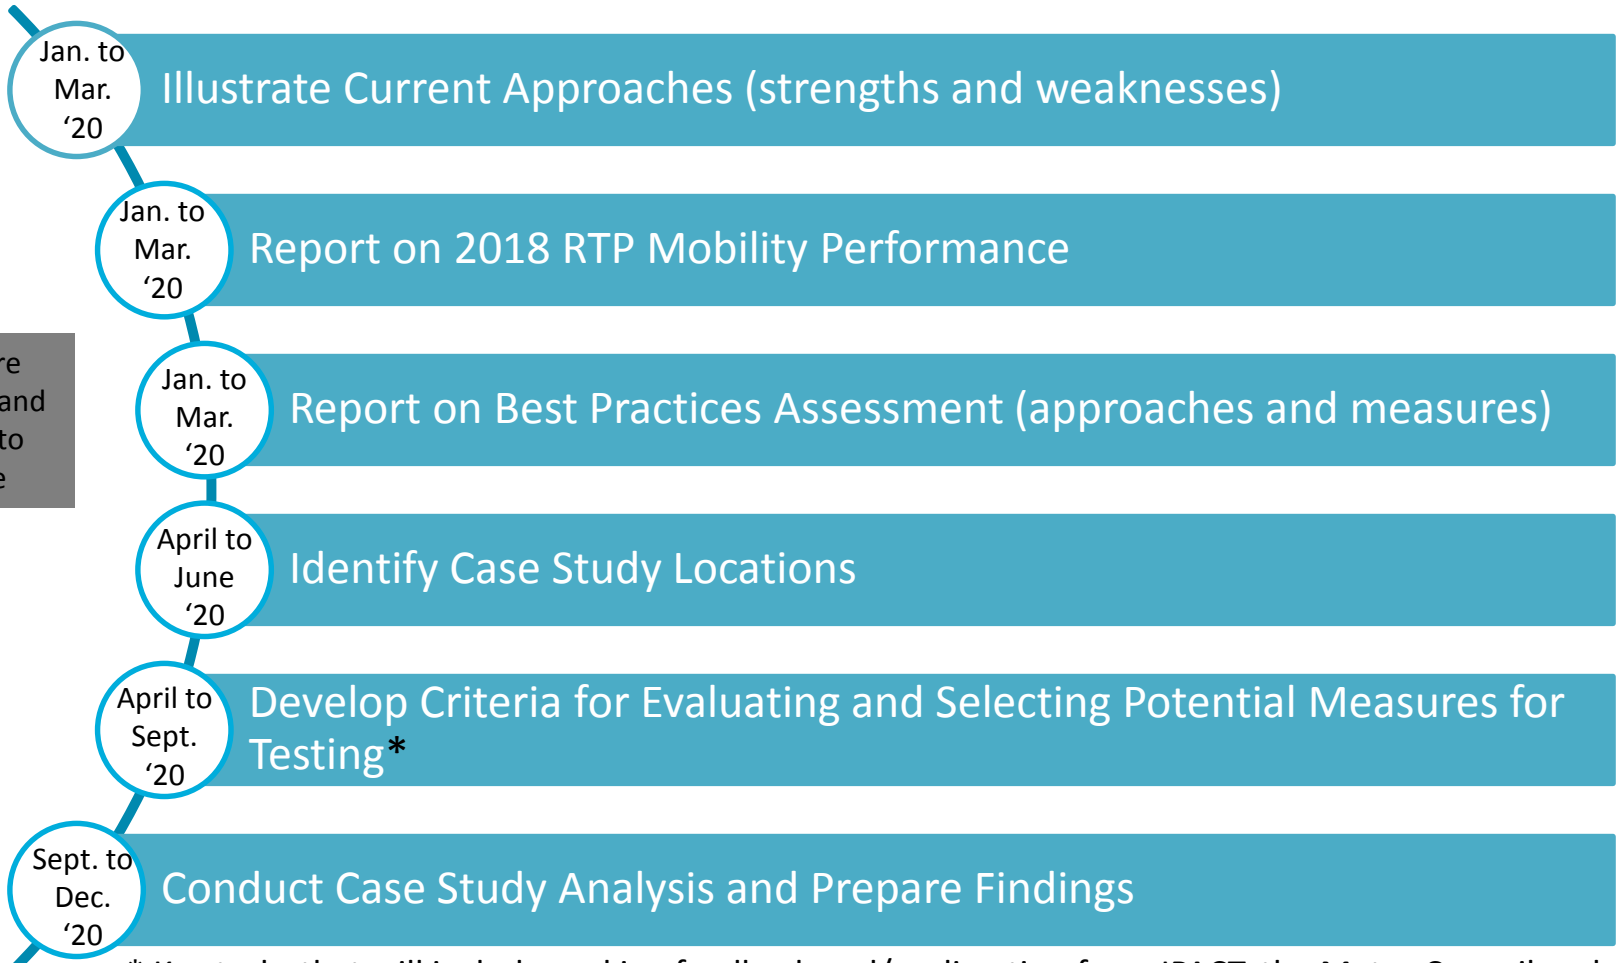 Jan. to
Mar.
‘20
Illustrate Current Approaches (strengths and weaknesses)
Jan. to
Mar.
‘20
Report on 2018 RTP Mobility Performance
re
and
to
e
Jan. to
Mar.
‘20
Report on Best Practices Assessment (approaches and measures)
April to
June
‘20
Identify Case Study Locations
April to
Sept.
‘20
Develop Criteria for Evaluating and Selecting Potential Measures for
Testing*
Sept. to
Dec.
‘20
Conduct Case Study Analysis and Prepare Findings